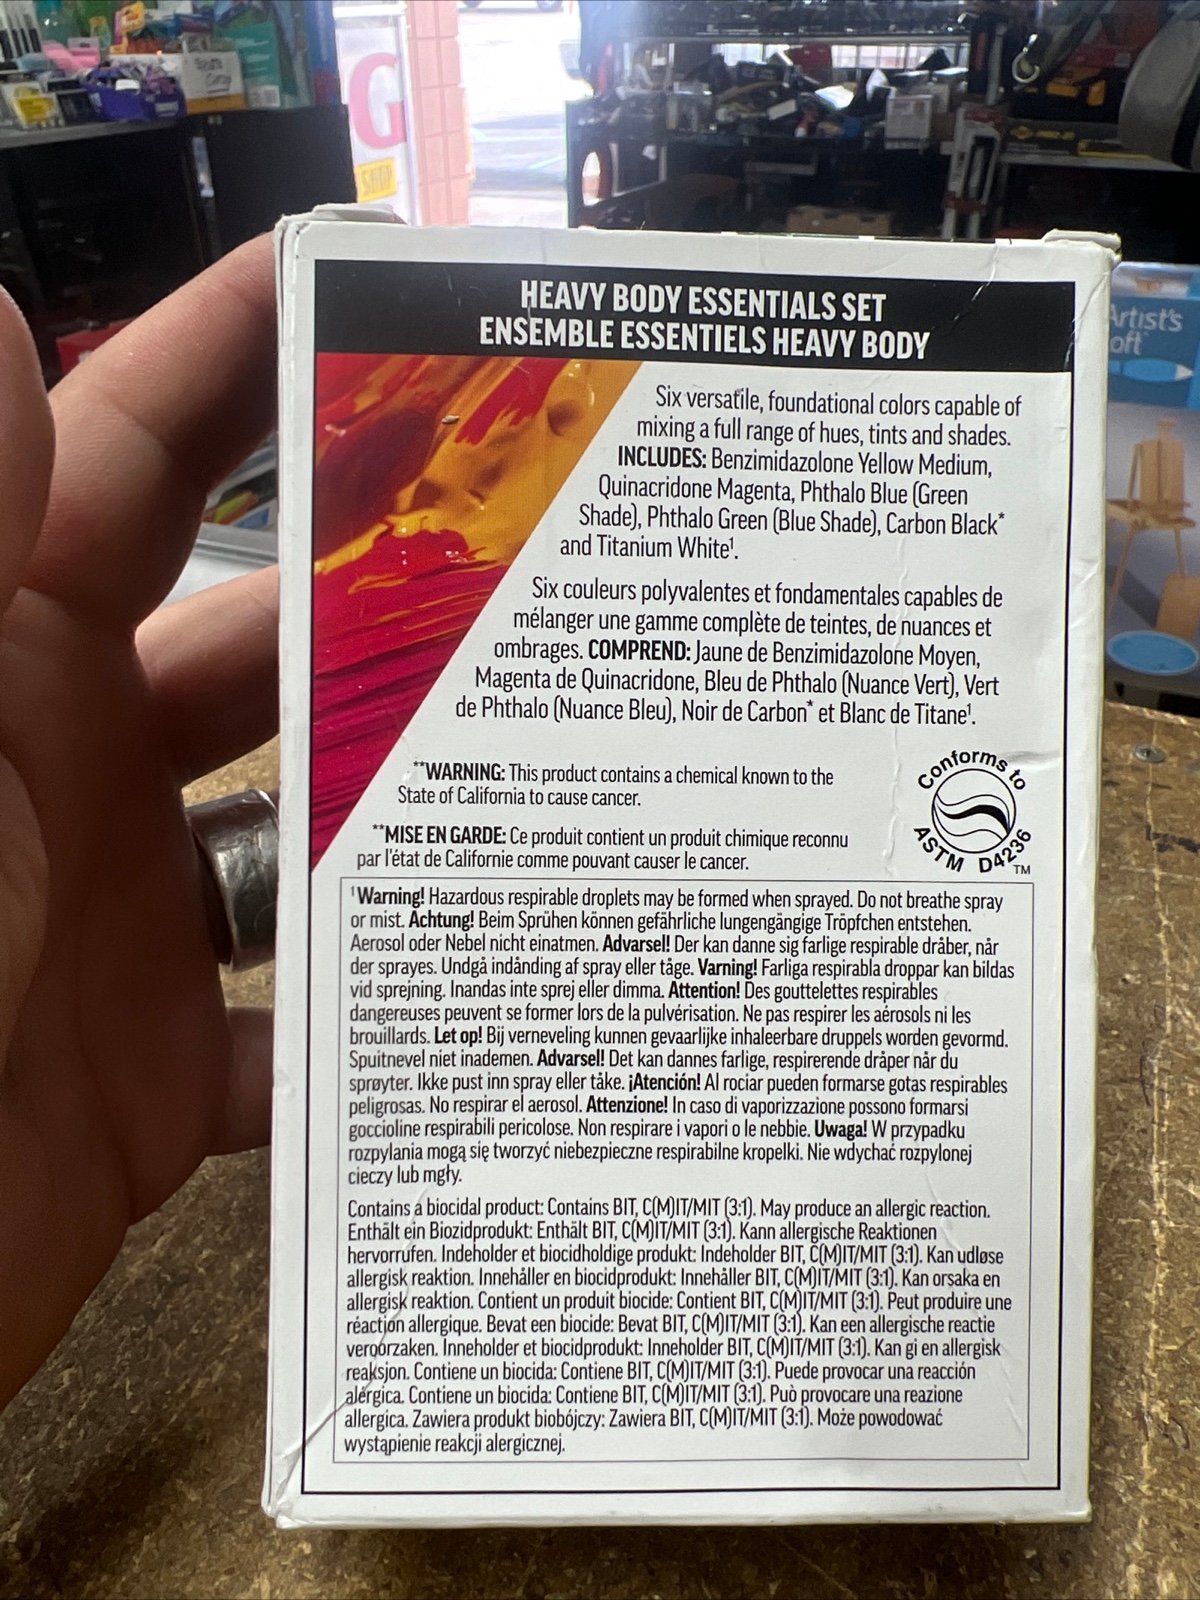 G
SHOP
Artist's
oft
HEAVY BODY ESSENTIALS SET
ENSEMBLE ESSENTIELS HEAVY BODY
Six versatile, foundational colors capable of
mixing a full range of hues, tints and shades.
INCLUDES: Benzimidazolone Yellow Medium,
Quinacridone Magenta, Phthalo Blue (Green
Shade), Phthalo Green (Blue Shade), Carbon Black*
and Titanium White¹.
Six couleurs polyvalentes et fondamentales capables de
mélanger une gamme complète de teintes, de nuances et
ombrages. COMPREND: Jaune de Benzimidazolone Moyen,
Magenta de Quinacridone, Bleu de Phthalo (Nuance Vert), Vert
de Phthalo (Nuance Bleu), Noir de Carbon* et Blanc de Titane¹.
**WARNING: This product contains a chemical known to the
State of California to cause cancer.
**MISE EN GARDE: Ce produit contient un produit chimique reconnu
par l'état de Californie comme pouvant causer le cancer.
Conforms to
ASTM D4236
TM
¹Warning! Hazardous respirable droplets may be formed when sprayed. Do not breathe spray
or mist. Achtung! Beim Sprühen können gefährliche lungengängige Tröpfchen entstehen.
Aerosol oder Nebel nicht einatmen. Advarsel! Der kan danne sig farlige respirable dråber, når
der sprayes. Undgå indånding af spray eller tåge. Varning! Farliga respirabla droppar kan bildas
vid sprejning. Inandas inte sprej eller dimma. Attention! Des gouttelettes respirables
dangereuses peuvent se former lors de la pulvérisation. Ne pas respirer les aérosols ni les
brouillards. Let op! Bij verneveling kunnen gevaarlijke inhaleerbare druppels worden gevormd.
Spuitnevel niet inademen. Advarsel! Det kan dannes farlige, respirerende dråper når du
sprøyter. Ikke pust inn spray eller tåke. ¡Atención! Al rociar pueden formarse gotas respirables
peligrosas. No respirar el aerosol. Attenzione! In caso di vaporizzazione possono formarsi
goccioline respirabili pericolose. Non respirare i vapori o le nebbie. Uwaga! W przypadku
rozpylania mogą się tworzyć niebezpieczne respirabilne kropelki. Nie wdychać rozpylonej
cieczy lub mgły.
Contains a biocidal product: Contains BIT, C(M)IT/MIT (3:1). May produce an allergic reaction.
Enthält ein Biozidprodukt: Enthält BIT, C(M)IT/MIT (3:1). Kann allergische Reaktionen
hervorrufen. Indeholder et biocidholdige produkt: Indeholder BIT, C(M)IT/MIT (3:1). Kan udløse
allergisk reaktion. Innehåller en biocidprodukt: Innehåller BIT, C(M)IT/MIT (3:1). Kan orsaka en
allergisk reaktion. Contient un produit biocide: Contient BIT, C(M)IT/MIT (3:1). Peut produire une
réaction allergique. Bevat een biocide: Bevat BIT, C(M)IT/MIT (3:1). Kan een allergische reactie
veroorzaken. Inneholder et biocidprodukt: Inneholder BIT, C(M)IT/MIT (3:1). Kan gi en allergisk
reaksjon. Contiene un biocida: Contiene BIT, C(M)IT/MIT (3:1). Puede provocar una reacción
alérgica. Contiene un biocida: Contiene BIT, C(M)IT/MIT (3:1). Può provocare una reazione
allergica. Zawiera produkt biobójczy: Zawiera BIT, C(M)IT/MIT (3:1). Może powodować
wystąpienie reakcji alergicznej.